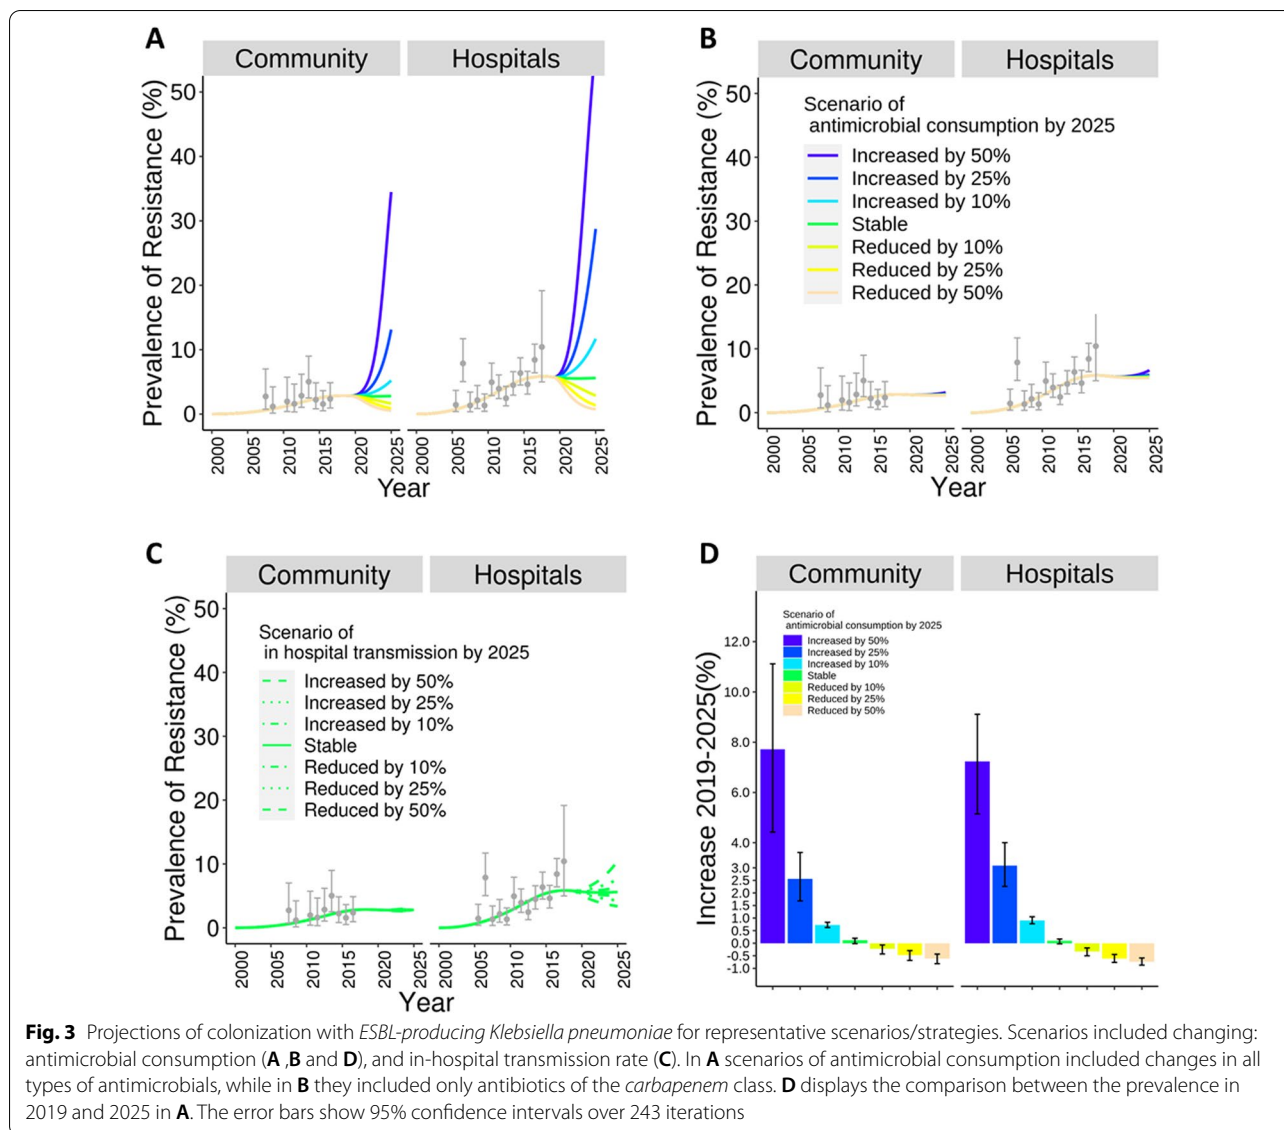 A
Community
Hospitals
Prevalence of Resistance (%)
50
40
30
20
10
0
2000
2005
2010
2015
2020
2025
2000
2005
2010
2015
2020
2025
Year
B
Community
Hospitals
Prevalence of Resistance (%)
50
40
30
20
10
0
Scenario of
antimicrobial consumption by 2025
Increased by 50%
Increased by 25%
Increased by 10%
Stable
Reduced by 10%
Reduced by 25%
Reduced by 50%
2000
2005
2010
2015
2020
2025
2000
2005
2010
2015
2020
2025
Year
C
Community
Hospitals
Prevalence of Resistance (%)
50
40
30
20
10
0
Scenario of
in hospital transmission by 2025
Increased by 50%
Increased by 25%
Increased by 10%
Stable
Reduced by 10%
Reduced by 25%
Reduced by 50%
2000
2005
2010
2015
2020
2025
2000
2005
2010
2015
2020
2025
Year
D
Community
Hospitals
Increase 2019-2025(%)
12.0
10.0
8.0
6.0
4.0
3.0
2.5
2.0
1.5
1.0
0.5
0.0
-0.5
-1.0
Scenario of
antimicrobial consumption by 2025
Increased by 50%
Increased by 25%
Increased by 10%
Stable
Reduced by 10%
Reduced by 25%
Reduced by 50%
Fig. 3 Projections of colonization with ESBL-producing Klebsiella pneumoniae for representative scenarios/strategies. Scenarios included changing:
antimicrobial consumption (A ,B and D), and in-hospital transmission rate (C). In A scenarios of antimicrobial consumption included changes in all
types of antimicrobials, while in B they included only antibiotics of the carbapenem class. D displays the comparison between the prevalence in
2019 and 2025 in A. The error bars show 95% confidence intervals over 243 iterations